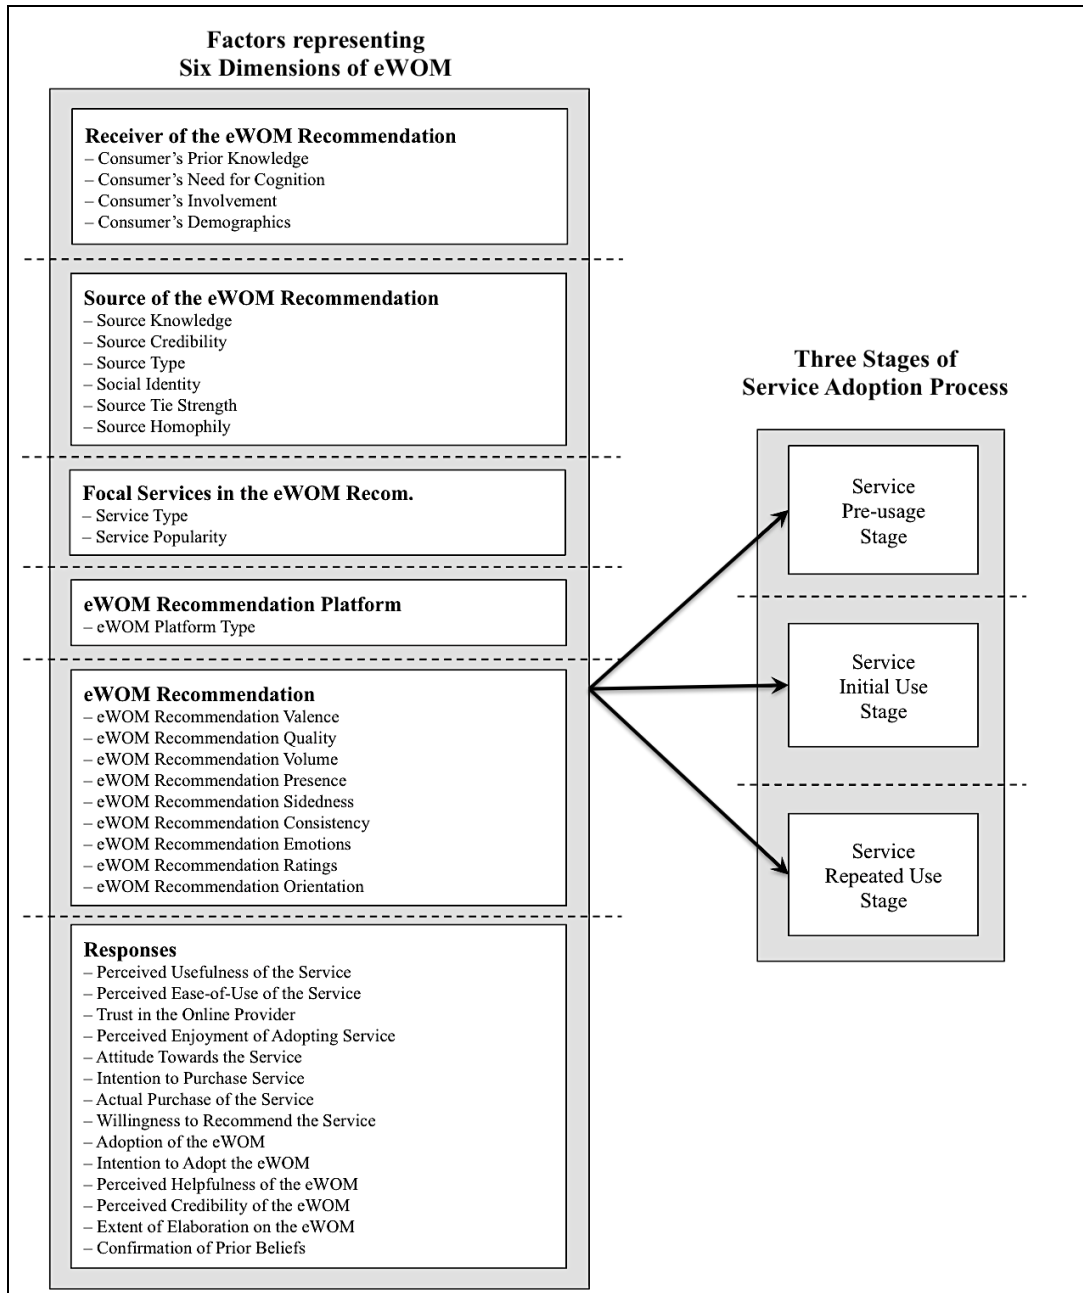 Factors representing
Six Dimensions of eWOM
Receiver of the eWOM Recommendation
– Consumer’s Prior Knowledge
– Consumer’s Need for Cognition
– Consumer’s Involvement
– Consumer’s Demographics
Source of the eWOM Recommendation
– Source Knowledge
– Source Credibility
– Source Type
– Social Identity
– Source Tie Strength
– Source Homophily
Focal Services in the eWOM Recom.
– Service Type
– Service Popularity
eWOM Recommendation Platform
– eWOM Platform Type
eWOM Recommendation
– eWOM Recommendation Valence
– eWOM Recommendation Quality
– eWOM Recommendation Volume
– eWOM Recommendation Presence
– eWOM Recommendation Sidedness
– eWOM Recommendation Consistency
– eWOM Recommendation Emotions
– eWOM Recommendation Ratings
– eWOM Recommendation Orientation
Responses
– Perceived Usefulness of the Service
– Perceived Ease-of-Use of the Service
– Trust in the Online Provider
– Perceived Enjoyment of Adopting Service
– Attitude Towards the Service
– Intention to Purchase Service
– Actual Purchase of the Service
– Willingness to Recommend the Service
– Adoption of the eWOM
– Intention to Adopt the eWOM
– Perceived Helpfulness of the eWOM
– Perceived Credibility of the eWOM
– Extent of Elaboration on the eWOM
– Confirmation of Prior Beliefs
Three Stages of
Service Adoption Process
Service
Pre-usage
Stage
Service
Initial Use
Stage
Service
Repeated Use
Stage